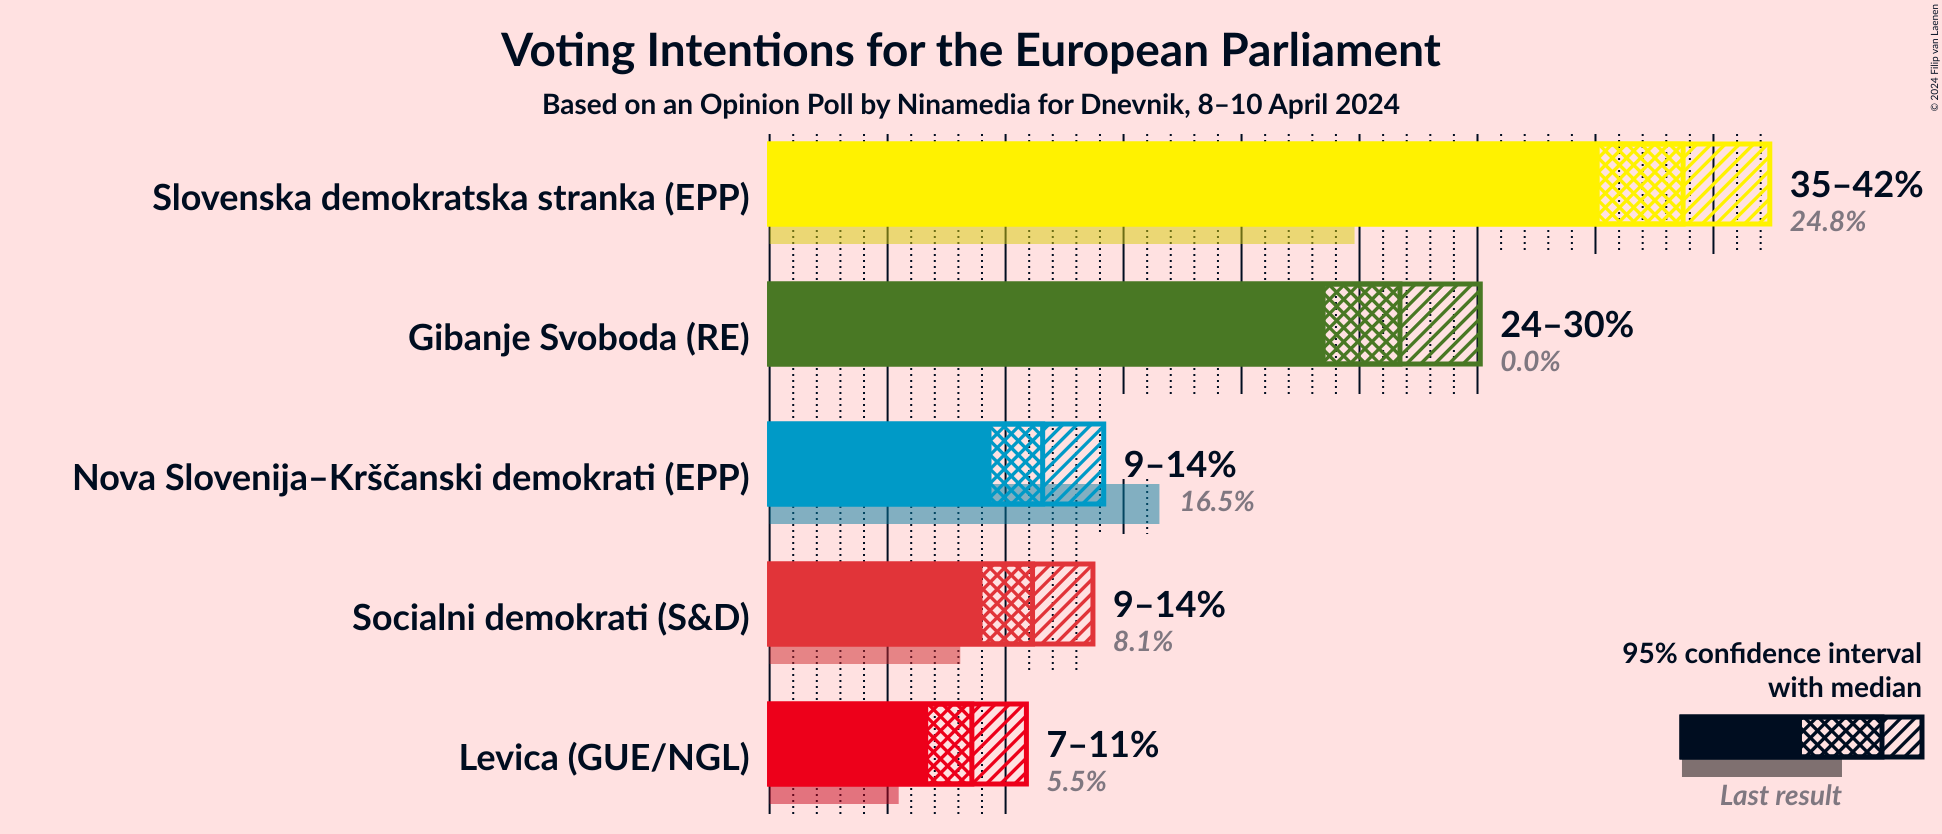 Voting Intentions for the European Parliament
Based on an Opinion Poll by Ninamedia for Dnevnik, 8–10 April 2024
© 2024 Filip van Laenen
Slovenska demokratska stranka (EPP)
35–42%
24.8%
Gibanje Svoboda (RE)
24–30%
0.0%
Nova Slovenija–Krščanski demokrati (EPP)
9–14%
16.5%
Socialni demokrati (S&D)
9–14%
8.1%
Levica (GUE/NGL)
7–11%
5.5%
95% confidence interval
with median
Last result